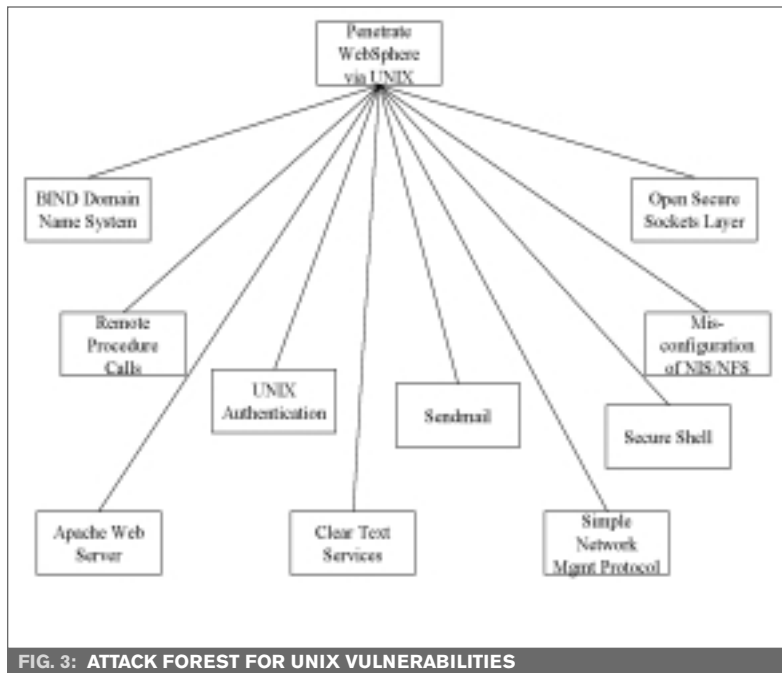 Penetrate
WebSphere
via UNIX
BIND Domain
Name System
Open Secure
Sockets Layer
Remote
Procedure
Calls
Mis-
configuration
of NIS/NFS
UNIX
Authentication
Sendmail
Secure Shell
Apache Web
Server
Clear Text
Services
Simple
Network
Mgmt Protocol
FIG. 3: ATTACK FOREST FOR UNIX VULNERABILITIES